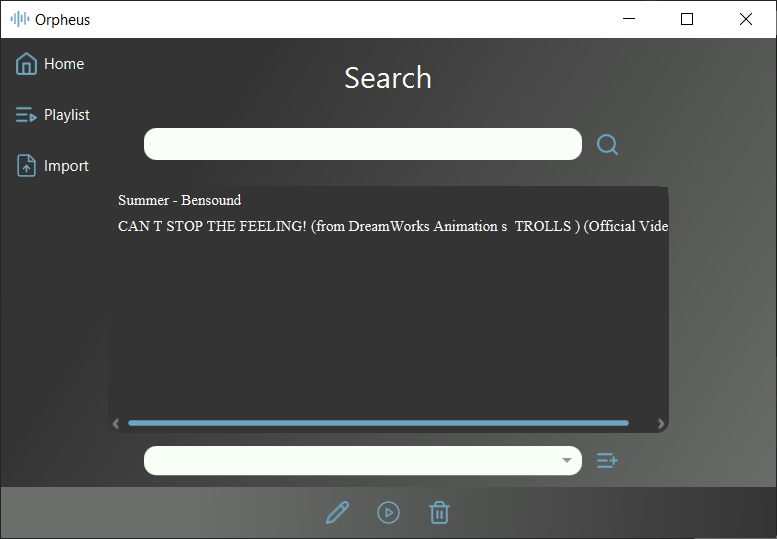 Orpheus
Home
Search
Playlist
Import
Summer - Bensound
CAN T STOP THE FEELING! (from DreamWorks Animation s  TROLLS ) (Official Vide